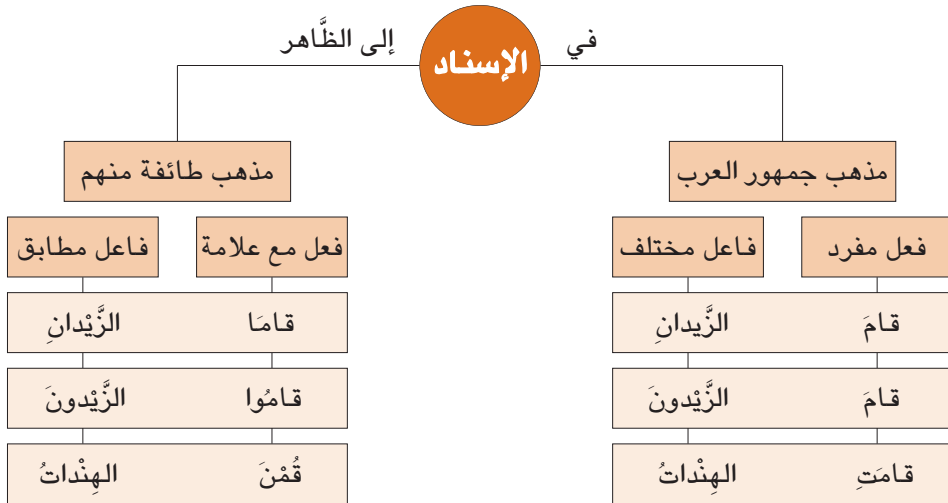 في الإسناد إلى الظَّاهر
مذهب جمهور العرب
مذهب طائفة منهم
فعل مفرد
فاعل مختلف
فعل مع علامة
فاعل مطابق
قامَ الزَّيدانِ
قامَا الزَّيْدانِ
قامَ الزَّيْدونَ
قامُوا الزَّيْدونَ
قامَتِ الهِنْداتُ
قُمْنَ الهِنْداتُ